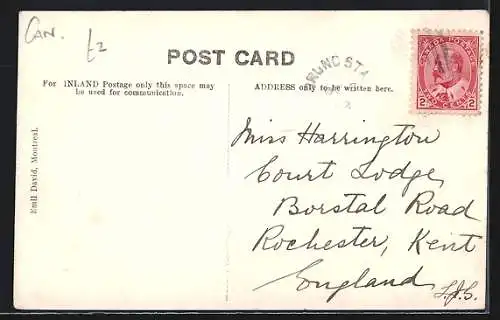 Can. £2
POST CARD
For INLAND Postage only this space may
be used for communication.
ADDRESS only to be written here.
CANADA POSTAGE
2 TWO CENTS 2
Emil David, Montreal.
Miss Harrington
Court Lodge
Borstal Road
Rochester, Kent
England